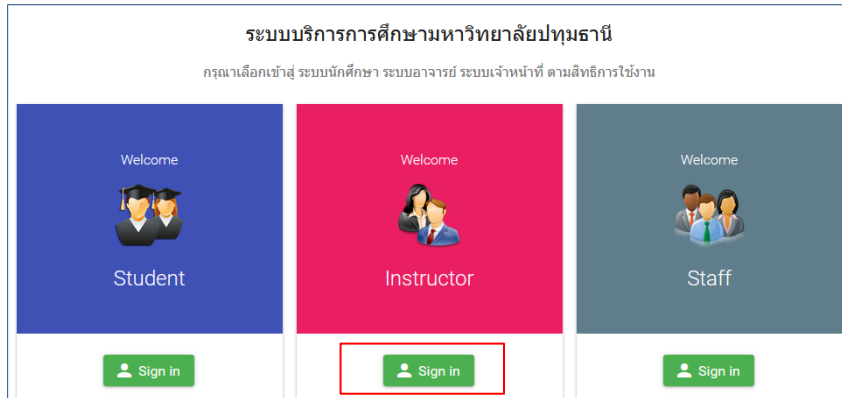 ระบบบริการการศึกษามหาวิทยาลัยปทุมธานี
กรุณาเลือกเข้าสู่ ระบบนักศึกษา ระบบอาจารย์ ระบบเจ้าหน้าที่ ตามสิทธิการใช้งาน
Welcome Welcome Welcome
Student Instructor Staff
Sign in Sign in Sign in